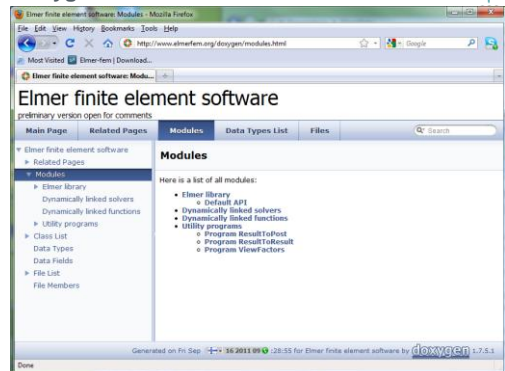 Elmer finite element software: Modules - Mozilla Firefox
File Edit View History Bookmarks Tools Help
http://www.elmerfem.org/doxygen/modules.html
Google
Most Visited Elmer-fem | Download...
Elmer finite element software: Modu...
Elmer finite element software
preliminary version open for comments
Main Page Related Pages Modules Data Types List Files Search
Elmer finite element software
Related Pages
Modules
Elmer library
Dynamically linked solvers
Dynamically linked functions
Utility programs
Class List
Data Types
Data Fields
File List
File Members
Modules
Here is a list of all modules:
Elmer library
Default API
Dynamically linked solvers
Dynamically linked functions
Utility programs
Program ResultToPost
Program ResultToResult
Program ViewFactors
Generated on Fri Sep 16 2011 09 :28:55 for Elmer finite element software by doxygen 1.7.5.1
Done